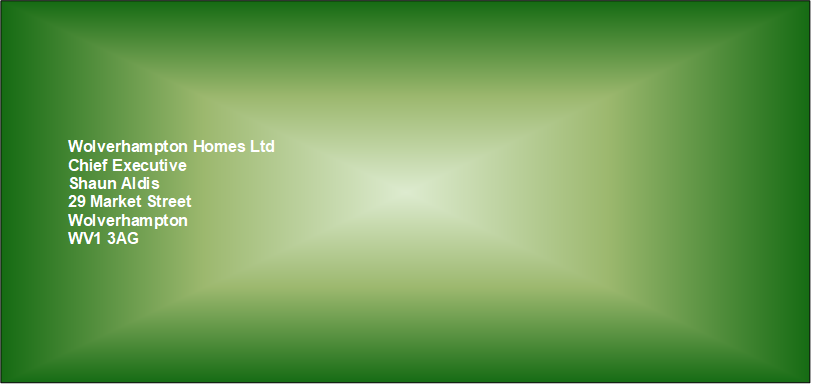 Wolverhampton Homes Ltd
Chief Executive
Shaun Aldis
29 Market Street
Wolverhampton
WV1 3AG